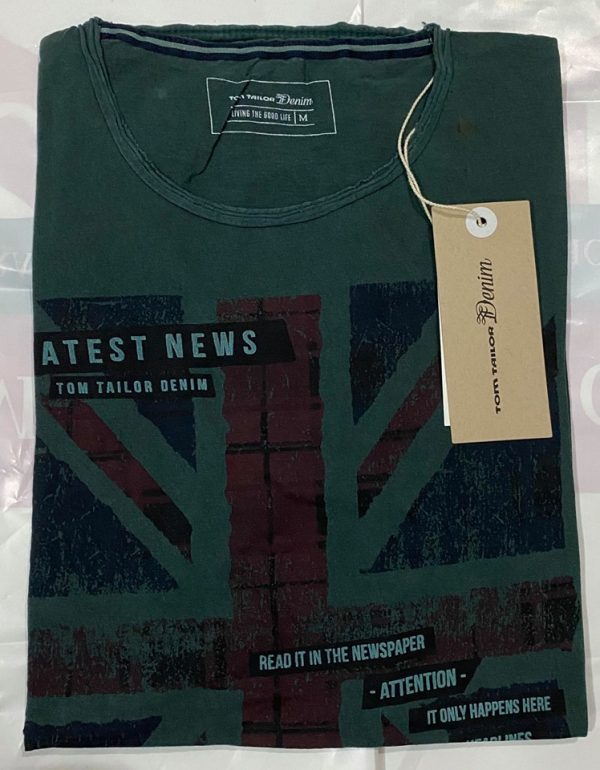 TOM TAILOR Denim
LIVING THE GOOD LIFE | M
TOM TAILOR Denim
ATEST NEWS
TOM TAILOR DENIM
READ IT IN THE NEWSPAPER
- ATTENTION -
IT ONLY HAPPENS HERE
HEADLINES